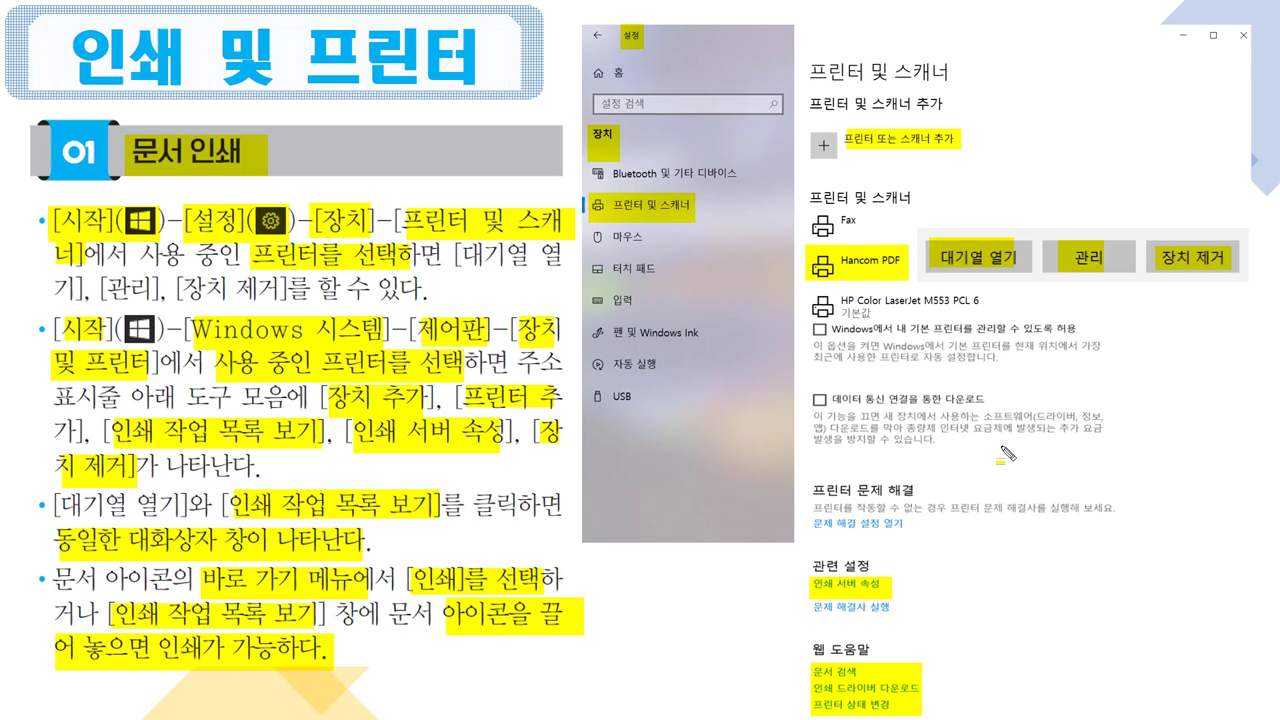 인쇄 및 프린터
01 문서 인쇄
• [시작]()-[설정]()-[장치]-[프린터 및 스캐
너]에서 사용 중인 프린터를 선택하면 [대기열 열
기], [관리], [장치 제거]를 할 수 있다.
• [시작]()-[Windows 시스템]-[제어판]-[장치
및 프린터]에서 사용 중인 프린터를 선택하면 주소
표시줄 아래 도구 모음에 [장치 추가], [프린터 추
가], [인쇄 작업 목록 보기], [인쇄 서버 속성], [장
치 제거]가 나타난다.
• [대기열 열기]와 [인쇄 작업 목록 보기]를 클릭하면
동일한 대화상자 창이 나타난다.
• 문서 아이콘의 바로 가기 메뉴에서 [인쇄]를 선택하
거나 [인쇄 작업 목록 보기] 창에 문서 아이콘을 끌
어 놓으면 인쇄가 가능하다.
설정
홈
설정 검색
장치
Bluetooth 및 기타 디바이스
프린터 및 스캐너
마우스
터치 패드
입력
펜 및 Windows Ink
자동 실행
USB
프린터 및 스캐너
프린터 및 스캐너 추가
프린터 또는 스캐너 추가
프린터 및 스캐너
Fax
Hancom PDF
대기열 열기 관리 장치 제거
HP Color LaserJet M553 PCL 6
기본값
Windows에서 내 기본 프린터를 관리할 수 있도록 허용
이 옵션을 켜면 Windows에서 기본 프린터를 현재 위치에서 가장
최근에 사용한 프린터로 자동 설정합니다.
데이터 통신 연결을 통한 다운로드
이 기능을 끄면 새 장치에서 사용하는 소프트웨어(드라이버, 정보,
앱) 다운로드를 막아 종량제 인터넷 요금제에 발생되는 추가 요금
발생을 방지할 수 있습니다.
프린터 문제 해결
프린터를 작동할 수 없는 경우 프린터 문제 해결사를 실행해 보세요.
문제 해결 설정 열기
관련 설정
인쇄 서버 속성
문제 해결사 실행
웹 도움말
문서 검색
인쇄 드라이버 다운로드
프린터 상태 변경